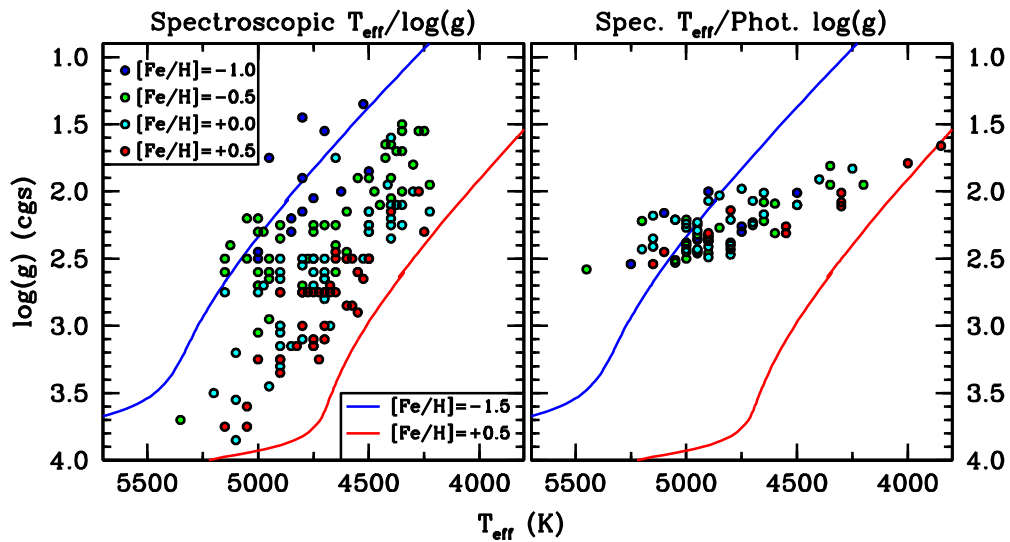 Spectroscopic T_eff/log(g)
Spec. T_eff/Phot. log(g)
[Fe/H]=−1.0
[Fe/H]=−0.5
[Fe/H]=+0.0
[Fe/H]=+0.5
[Fe/H]=−1.5
[Fe/H]=+0.5
log(g) (cgs)
1.0
1.5
2.0
2.5
3.0
3.5
4.0
1.0
1.5
2.0
2.5
3.0
3.5
4.0
5500 5000 4500 4000
5500 5000 4500 4000
T_eff (K)